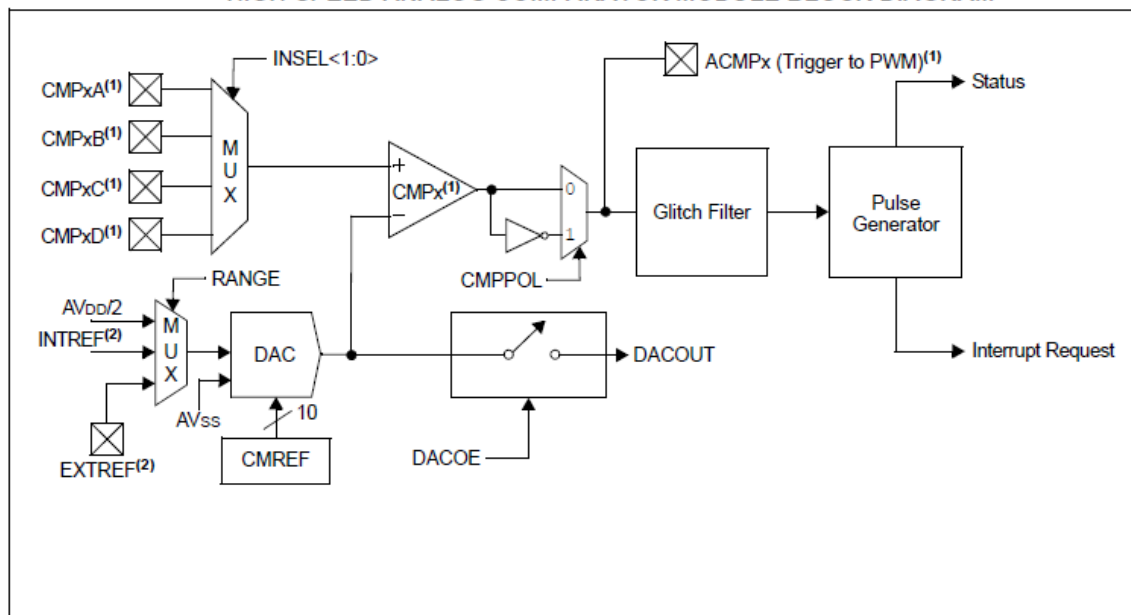 HIGH-SPEED ANALOG COMPARATOR MODULE BLOCK DIAGRAM
INSEL<1:0>
ACMPx (Trigger to PWM)(1)
Status
CMPxA(1)
CMPxB(1)
CMPxC(1)
CMPxD(1)
M
U
X
+
CMPx(1)
–
0
1
CMPPOL
Glitch Filter
Pulse
Generator
Interrupt Request
RANGE
AVDD/2
INTREF(2)
M
U
X
DAC
AVSS
10
CMREF
EXTREF(2)
DACOUT
DACOE